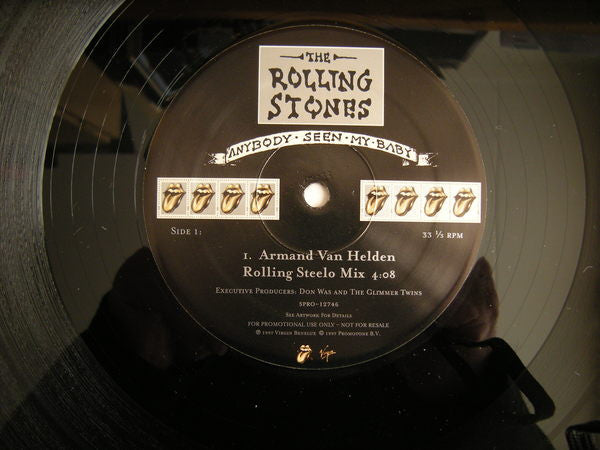 THE
ROLLING
STONES
ANYBODY · SEEN · MY · BABY
SIDE 1:
33 ⅓ RPM
1. Armand Van Helden
Rolling Steelo Mix 4:08
EXECUTIVE PRODUCERS: DON WAS AND THE GLIMMER TWINS
SPRO-12746
SEE ARTWORK FOR DETAILS
FOR PROMOTIONAL USE ONLY – NOT FOR RESALE
℗ 1997 VIRGIN BENELUX © 1997 PROMOTONE B.V.
Virgin